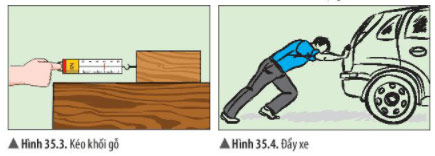 ▲ Hình 35.3. Kéo khối gỗ
▲ Hình 35.4. Đẩy xe